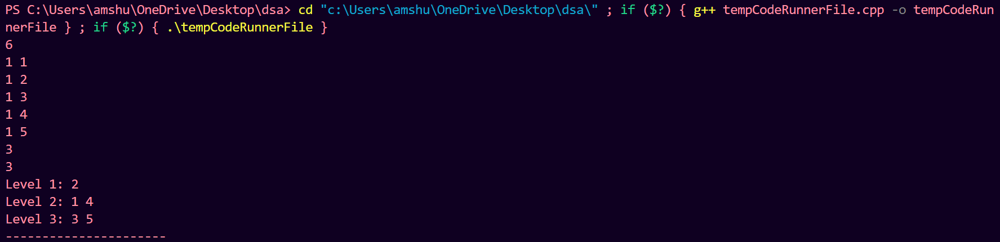 PS C:\Users\amshu\OneDrive\Desktop\dsa> cd "c:\Users\amshu\OneDrive\Desktop\dsa\" ; if ($?) { g++ tempCodeRunnerFile.cpp -o tempCodeRun
nerFile } ; if ($?) { .\tempCodeRunnerFile }
6
1 1
1 2
1 3
1 4
1 5
3
3
Level 1: 2
Level 2: 1 4
Level 3: 3 5
----------------------